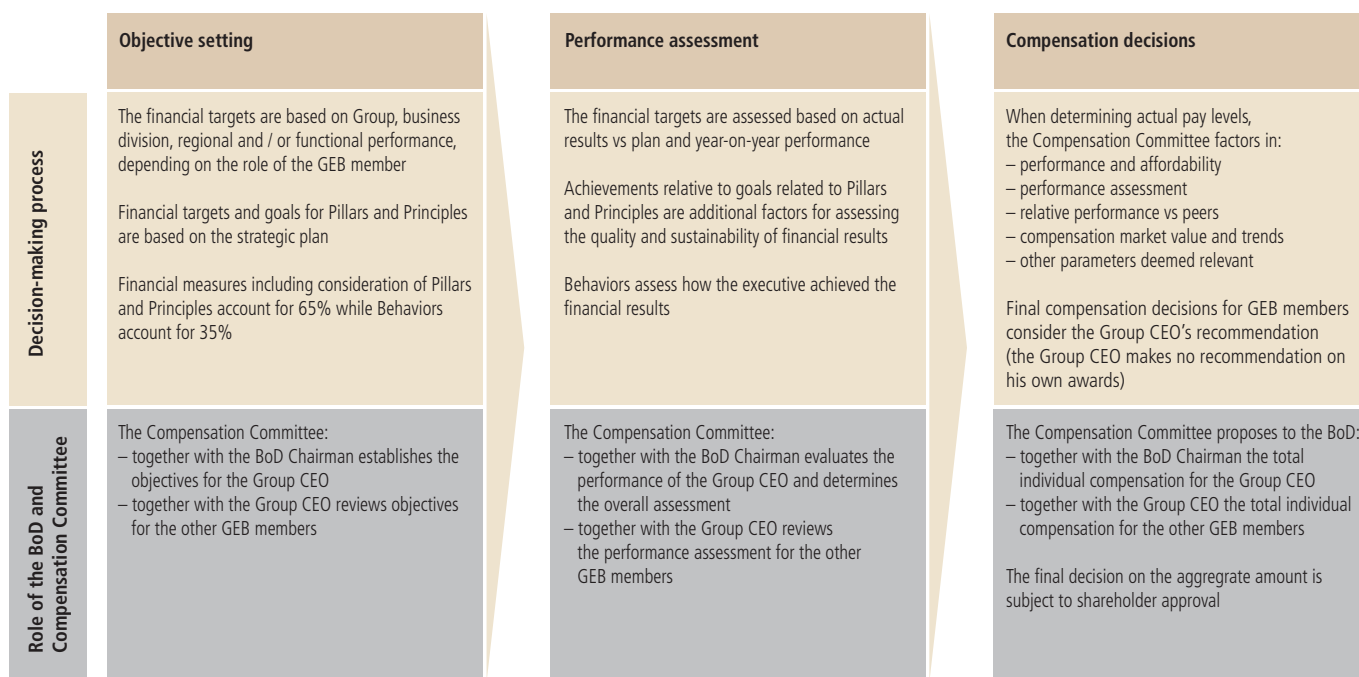 Objective setting
Performance assessment
Compensation decisions
Decision-making process
The financial targets are based on Group, business
division, regional and / or functional performance,
depending on the role of the GEB member
Financial targets and goals for Pillars and Principles
are based on the strategic plan
Financial measures including consideration of Pillars
and Principles account for 65% while Behaviors
account for 35%
The financial targets are assessed based on actual
results vs plan and year-on-year performance
Achievements relative to goals related to Pillars
and Principles are additional factors for assessing
the quality and sustainability of financial results
Behaviors assess how the executive achieved the
financial results
When determining actual pay levels,
the Compensation Committee factors in:
– performance and affordability
– performance assessment
– relative performance vs peers
– compensation market value and trends
– other parameters deemed relevant
Final compensation decisions for GEB members
consider the Group CEO’s recommendation
(the Group CEO makes no recommendation on
his own awards)
Role of the BoD and
Compensation Committee
The Compensation Committee:
– together with the BoD Chairman establishes the
objectives for the Group CEO
– together with the Group CEO reviews objectives
for the other GEB members
The Compensation Committee:
– together with the BoD Chairman evaluates the
performance of the Group CEO and determines
the overall assessment
– together with the Group CEO reviews
the performance assessment for the other
GEB members
The Compensation Committee proposes to the BoD:
– together with the BoD Chairman the total
individual compensation for the Group CEO
– together with the Group CEO the total individual
compensation for the other GEB members
The final decision on the aggregrate amount is
subject to shareholder approval